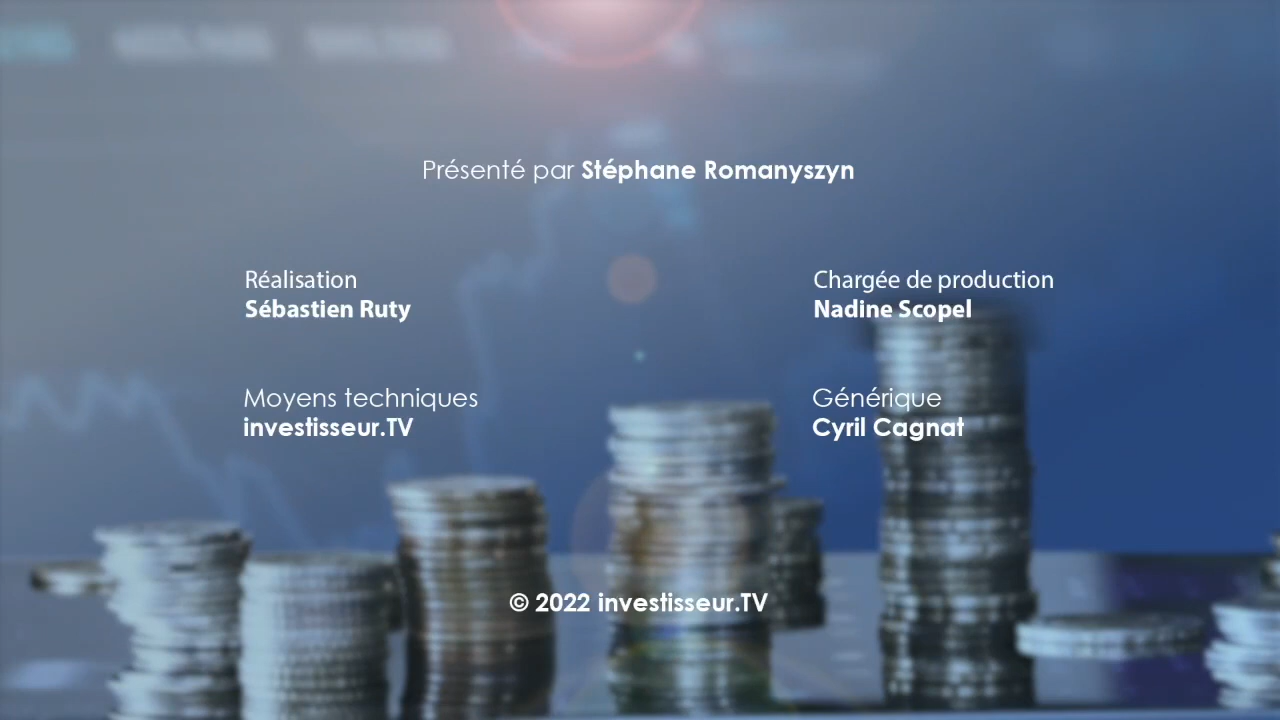 Présenté par Stéphane Romanyszyn
Réalisation
Sébastien Ruty
Chargée de production
Nadine Scopel
Moyens techniques
investisseur.TV
Générique
Cyril Cagnat
© 2022 investisseur.TV